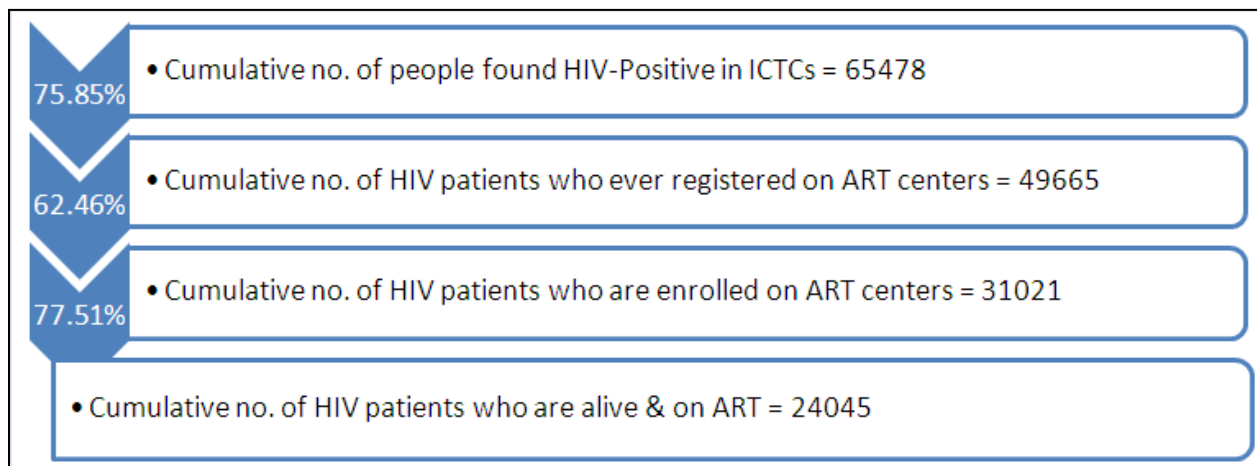 75.85%
• Cumulative no. of people found HIV-Positive in ICTCs = 65478
62.46%
• Cumulative no. of HIV patients who ever registered on ART centers = 49665
77.51%
• Cumulative no. of HIV patients who are enrolled on ART centers = 31021
• Cumulative no. of HIV patients who are alive & on ART = 24045